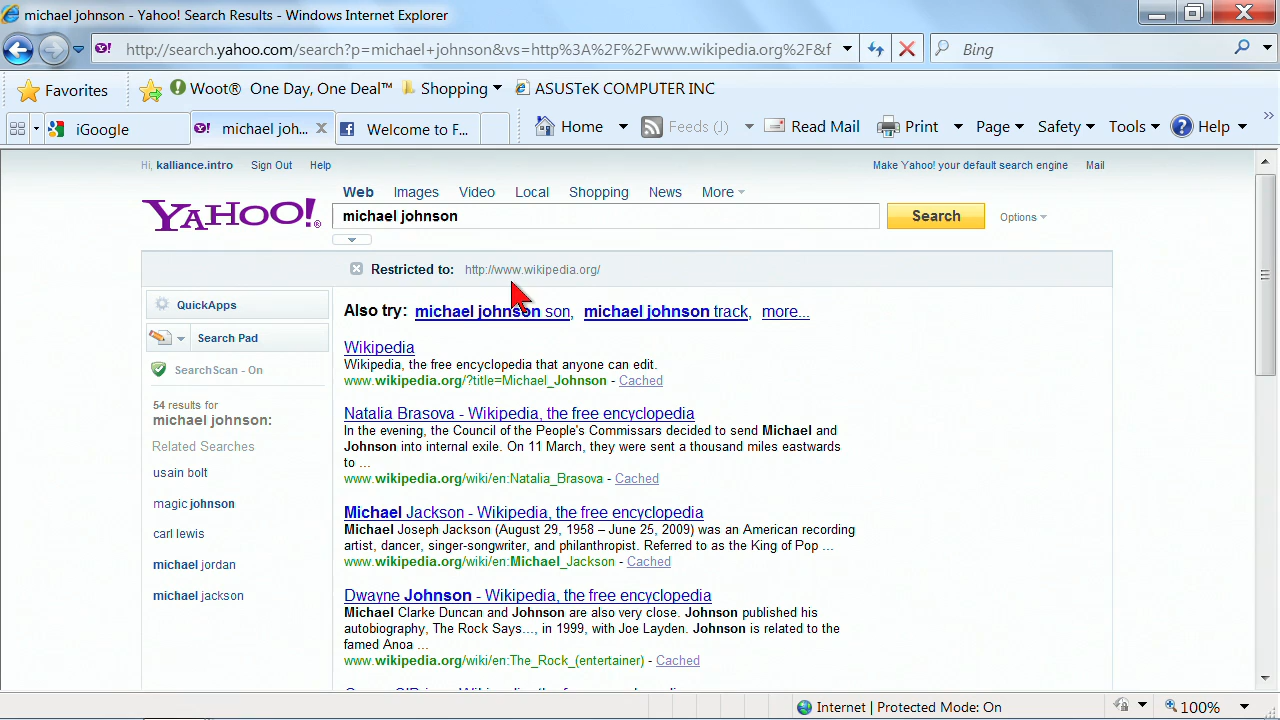 michael johnson - Yahoo! Search Results - Windows Internet Explorer
http://search.yahoo.com/search?p=michael+johnson&vs=http%3A%2F%2Fwww.wikipedia.org%2F&f
Bing
Favorites
Woot® One Day, One Deal™
Shopping
ASUSTeK COMPUTER INC
iGoogle
michael joh...
Welcome to F...
Home
Feeds (J)
Read Mail
Print
Page
Safety
Tools
Help
Hi, kalliance.intro
Sign Out
Help
Make Yahoo! your default search engine
Mail
Web
Images
Video
Local
Shopping
News
More
YAHOO!®
michael johnson
Search
Options
Restricted to: http://www.wikipedia.org/
QuickApps
Search Pad
SearchScan - On
54 results for
michael johnson:
Related Searches
usain bolt
magic johnson
carl lewis
michael jordan
michael jackson
Also try: michael johnson son, michael johnson track, more...
Wikipedia
Wikipedia, the free encyclopedia that anyone can edit.
www.wikipedia.org/?title=Michael_Johnson - Cached
Natalia Brasova - Wikipedia, the free encyclopedia
In the evening, the Council of the People's Commissars decided to send Michael and
Johnson into internal exile. On 11 March, they were sent a thousand miles eastwards
to ...
www.wikipedia.org/wiki/en:Natalia_Brasova - Cached
Michael Jackson - Wikipedia, the free encyclopedia
Michael Joseph Jackson (August 29, 1958 – June 25, 2009) was an American recording
artist, dancer, singer-songwriter, and philanthropist. Referred to as the King of Pop ...
www.wikipedia.org/wiki/en:Michael_Jackson - Cached
Dwayne Johnson - Wikipedia, the free encyclopedia
Michael Clarke Duncan and Johnson are also very close. Johnson published his
autobiography, The Rock Says..., in 1999, with Joe Layden. Johnson is related to the
famed Anoa ...
www.wikipedia.org/wiki/en:The_Rock_(entertainer) - Cached
Internet | Protected Mode: On
100%